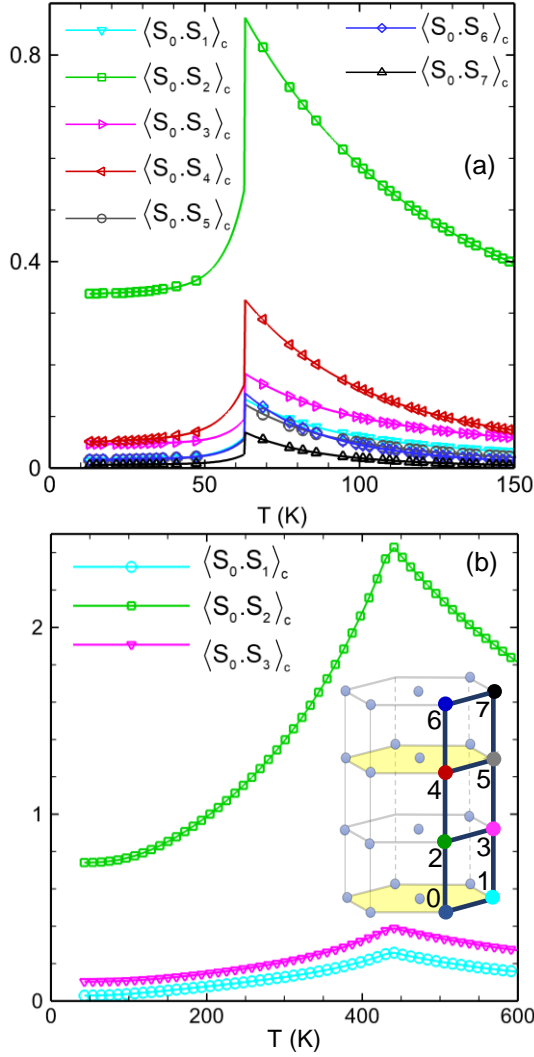 0.8
0.4
0
⟨S₀.S₁⟩c
⟨S₀.S₂⟩c
⟨S₀.S₃⟩c
⟨S₀.S₄⟩c
⟨S₀.S₅⟩c
⟨S₀.S₆⟩c
⟨S₀.S₇⟩c
(a)
0 50 100 150
T (K)
2
1
0
⟨S₀.S₁⟩c
⟨S₀.S₂⟩c
⟨S₀.S₃⟩c
(b)
6 7
4 5
2 3
0 1
0 200 400 600
T (K)